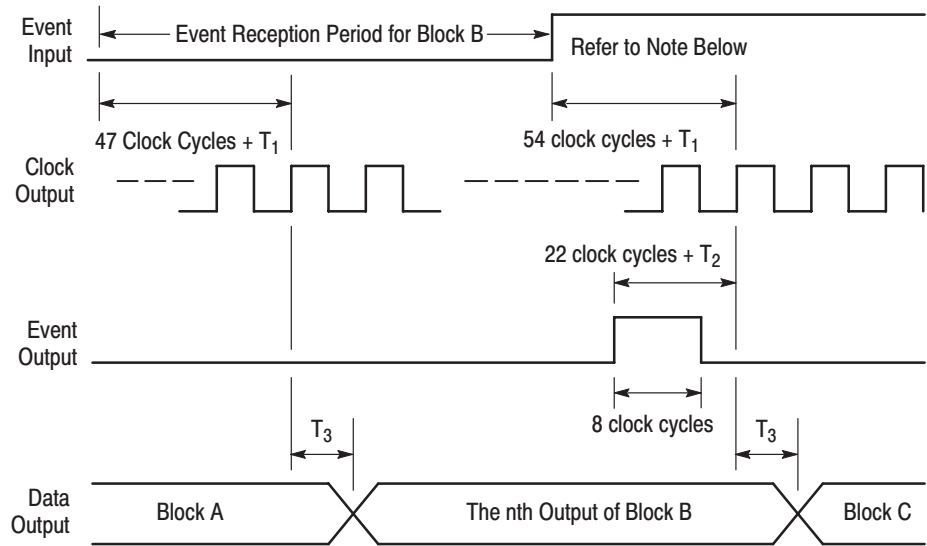 Event
Input
Event Reception Period for Block B
Refer to Note Below
47 Clock Cycles + T1
54 clock cycles + T1
Clock
Output
22 clock cycles + T2
Event
Output
8 clock cycles
T3
T3
Data
Output
Block A
The nth Output of Block B
Block C